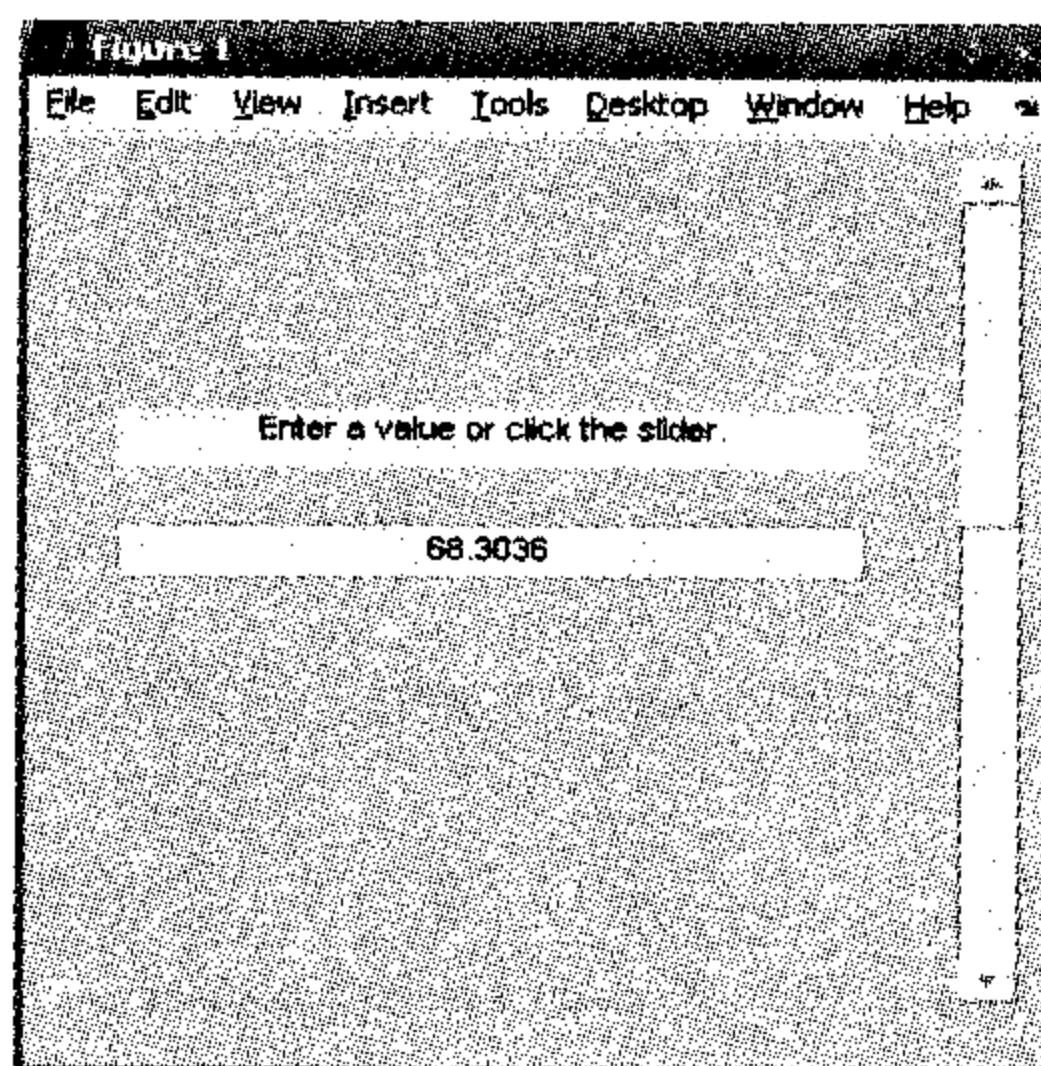 Figure 1
File Edit View Insert Tools Desktop Window Help
Enter a value or click the slider.
68.3036